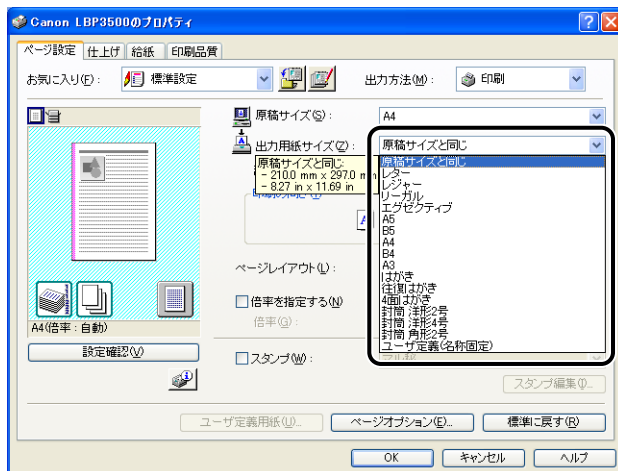 Canon LBP3500のプロパティ
ページ設定 仕上げ 給紙 印刷品質
お気に入り(F): 標準設定 出力方法(M): 印刷
原稿サイズ(S): A4
出力用紙サイズ(Z): 原稿サイズと同じ
原稿サイズと同じ:
- 210.0 mm x 297.0 mm
- 8.27 in x 11.69 in
原稿サイズと同じ
レター
レジャー
リーガル
エグゼクティブ
A5
B5
A4
B4
A3
はがき
往復はがき
4面はがき
封筒 洋形2号
封筒 洋形4号
封筒 角形2号
ユーザ定義(名称固定)
ページレイアウト(L):
倍率を指定する(N)
倍率(G):
A4(倍率:自動)
設定確認(V)
スタンプ(W):
スタンプ編集(I)...
ユーザ定義用紙(U)... ページオプション(E)... 標準に戻す(R)
OK キャンセル ヘルプ